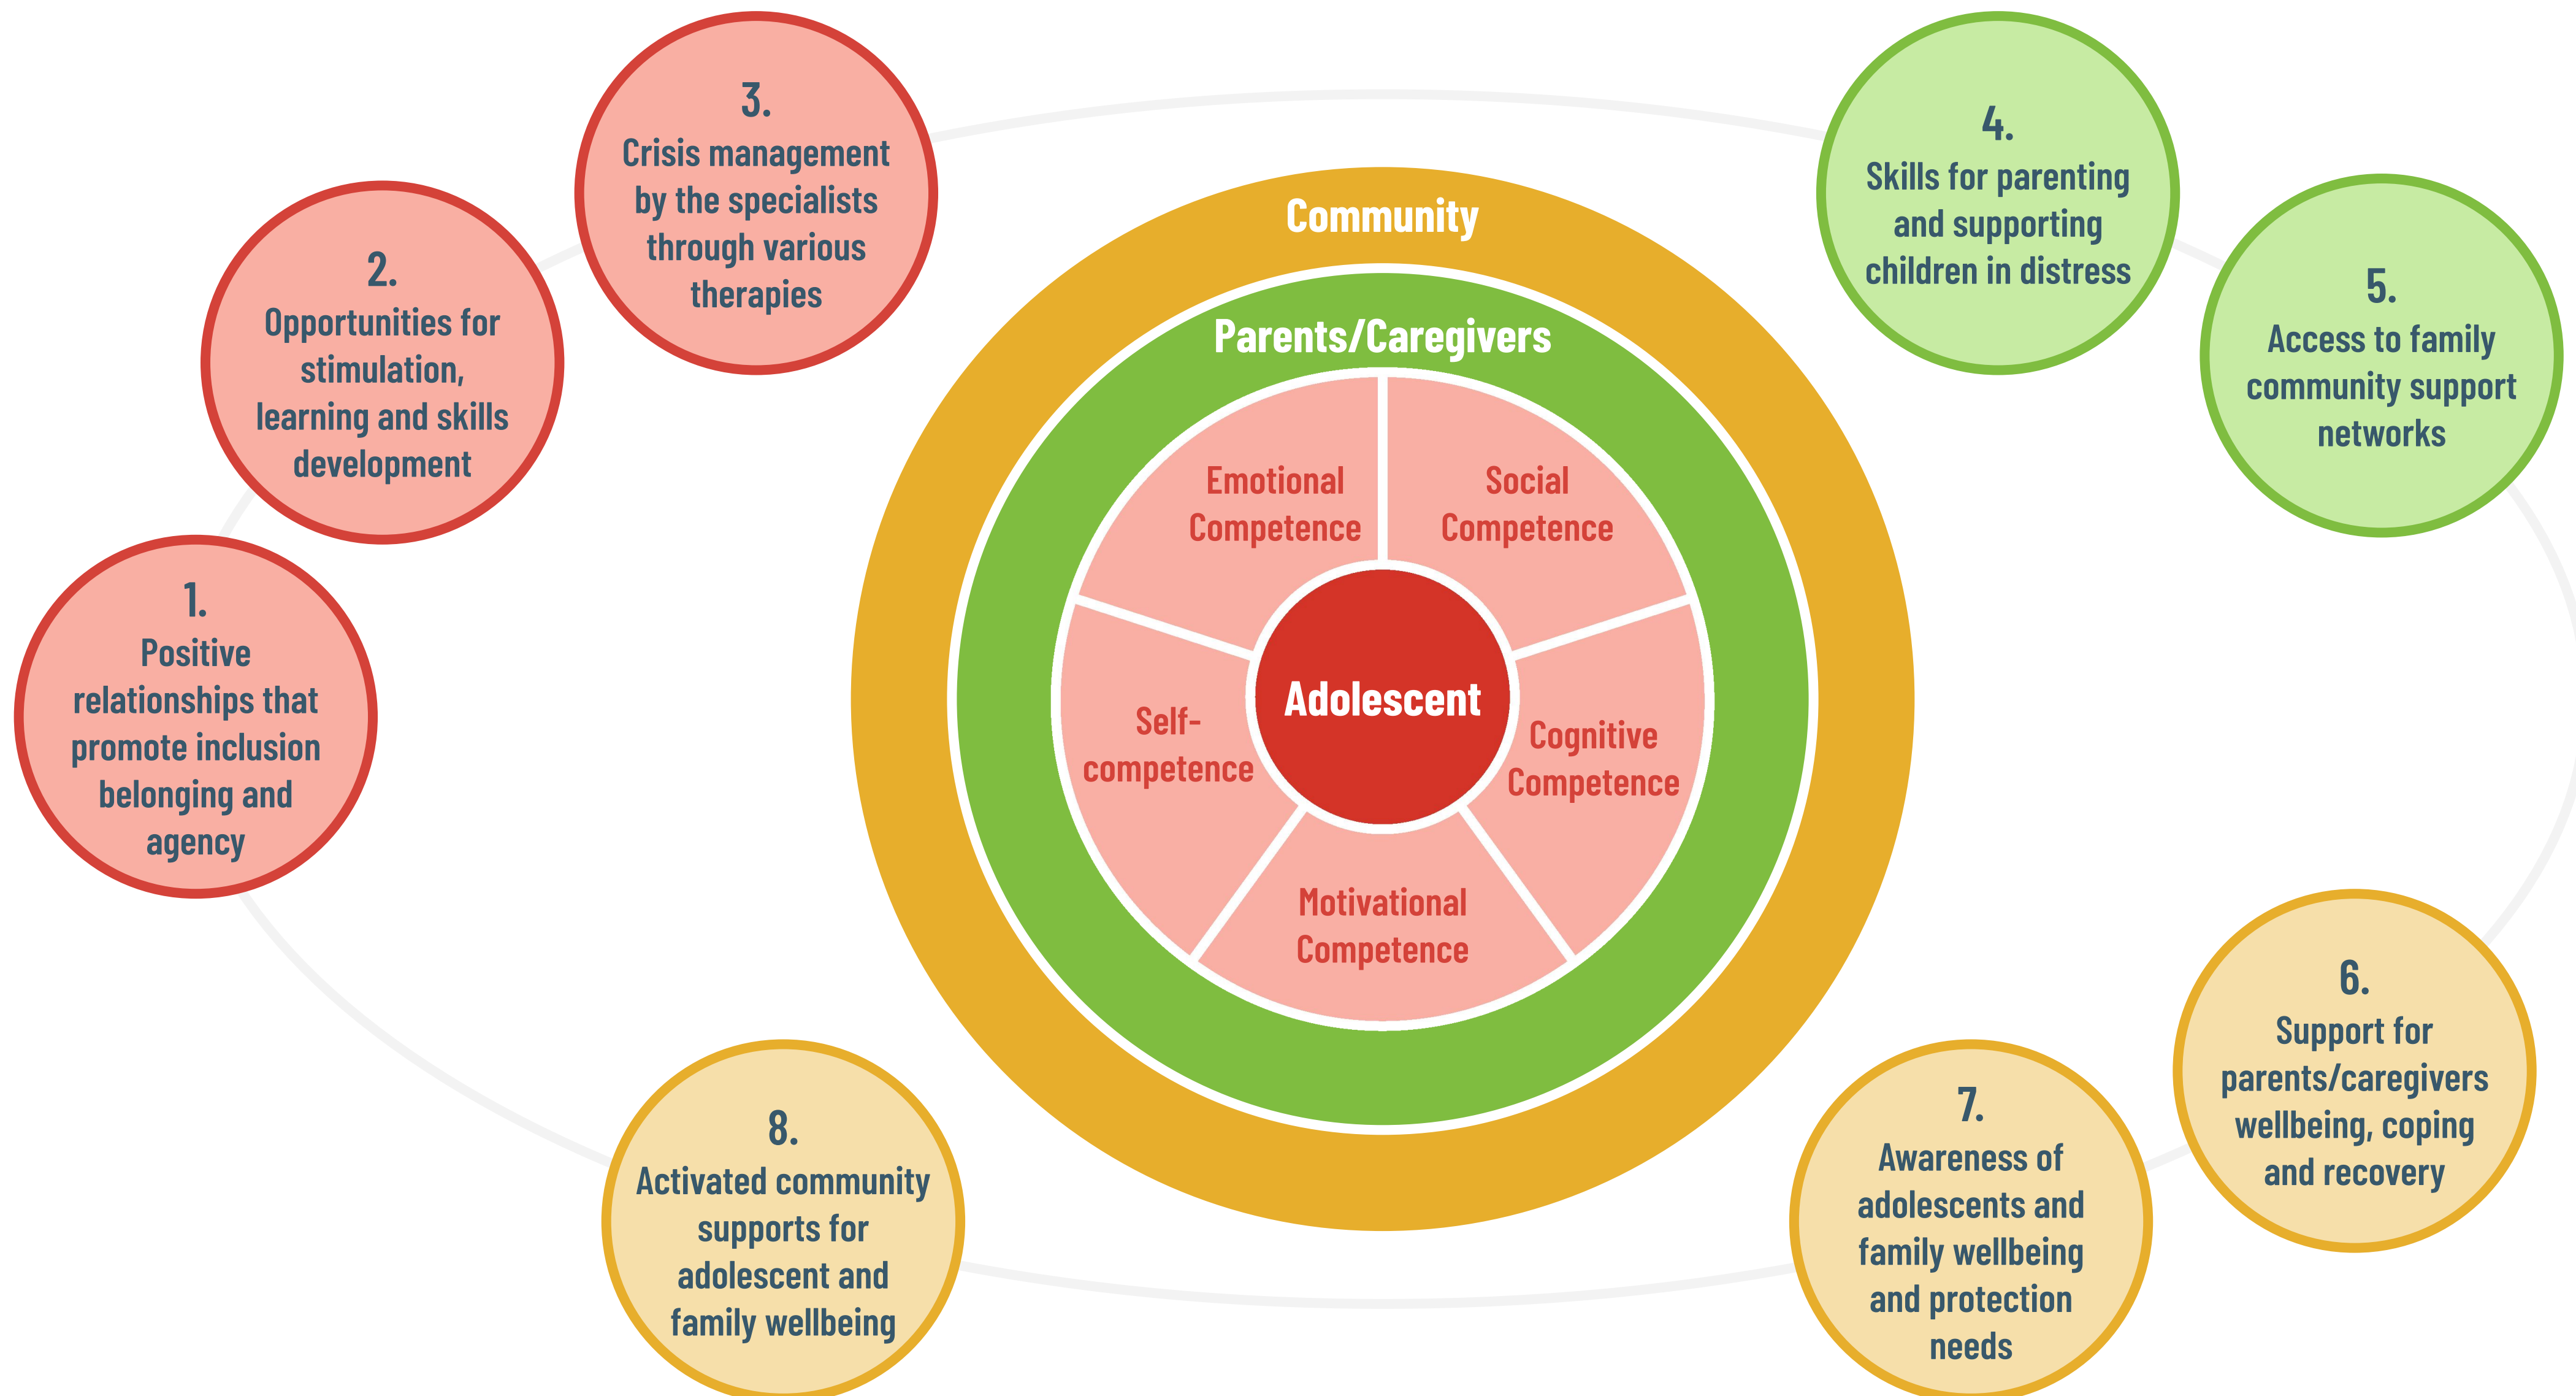 1.
Positive
relationships that
promote inclusion
belonging and
agency
2.
Opportunities for
stimulation,
learning and skills
development
3.
Crisis management
by the specialists
through various
therapies
4.
Skills for parenting
and supporting
children in distress
5.
Access to family
community support
networks
6.
Support for
parents/caregivers
wellbeing, coping
and recovery
7.
Awareness of
adolescents and
family wellbeing
and protection
needs
8.
Activated community
supports for
adolescent and
family wellbeing
Community
Parents/Caregivers
Emotional
Competence
Social
Competence
Self-
competence
Adolescent
Cognitive
Competence
Motivational
Competence